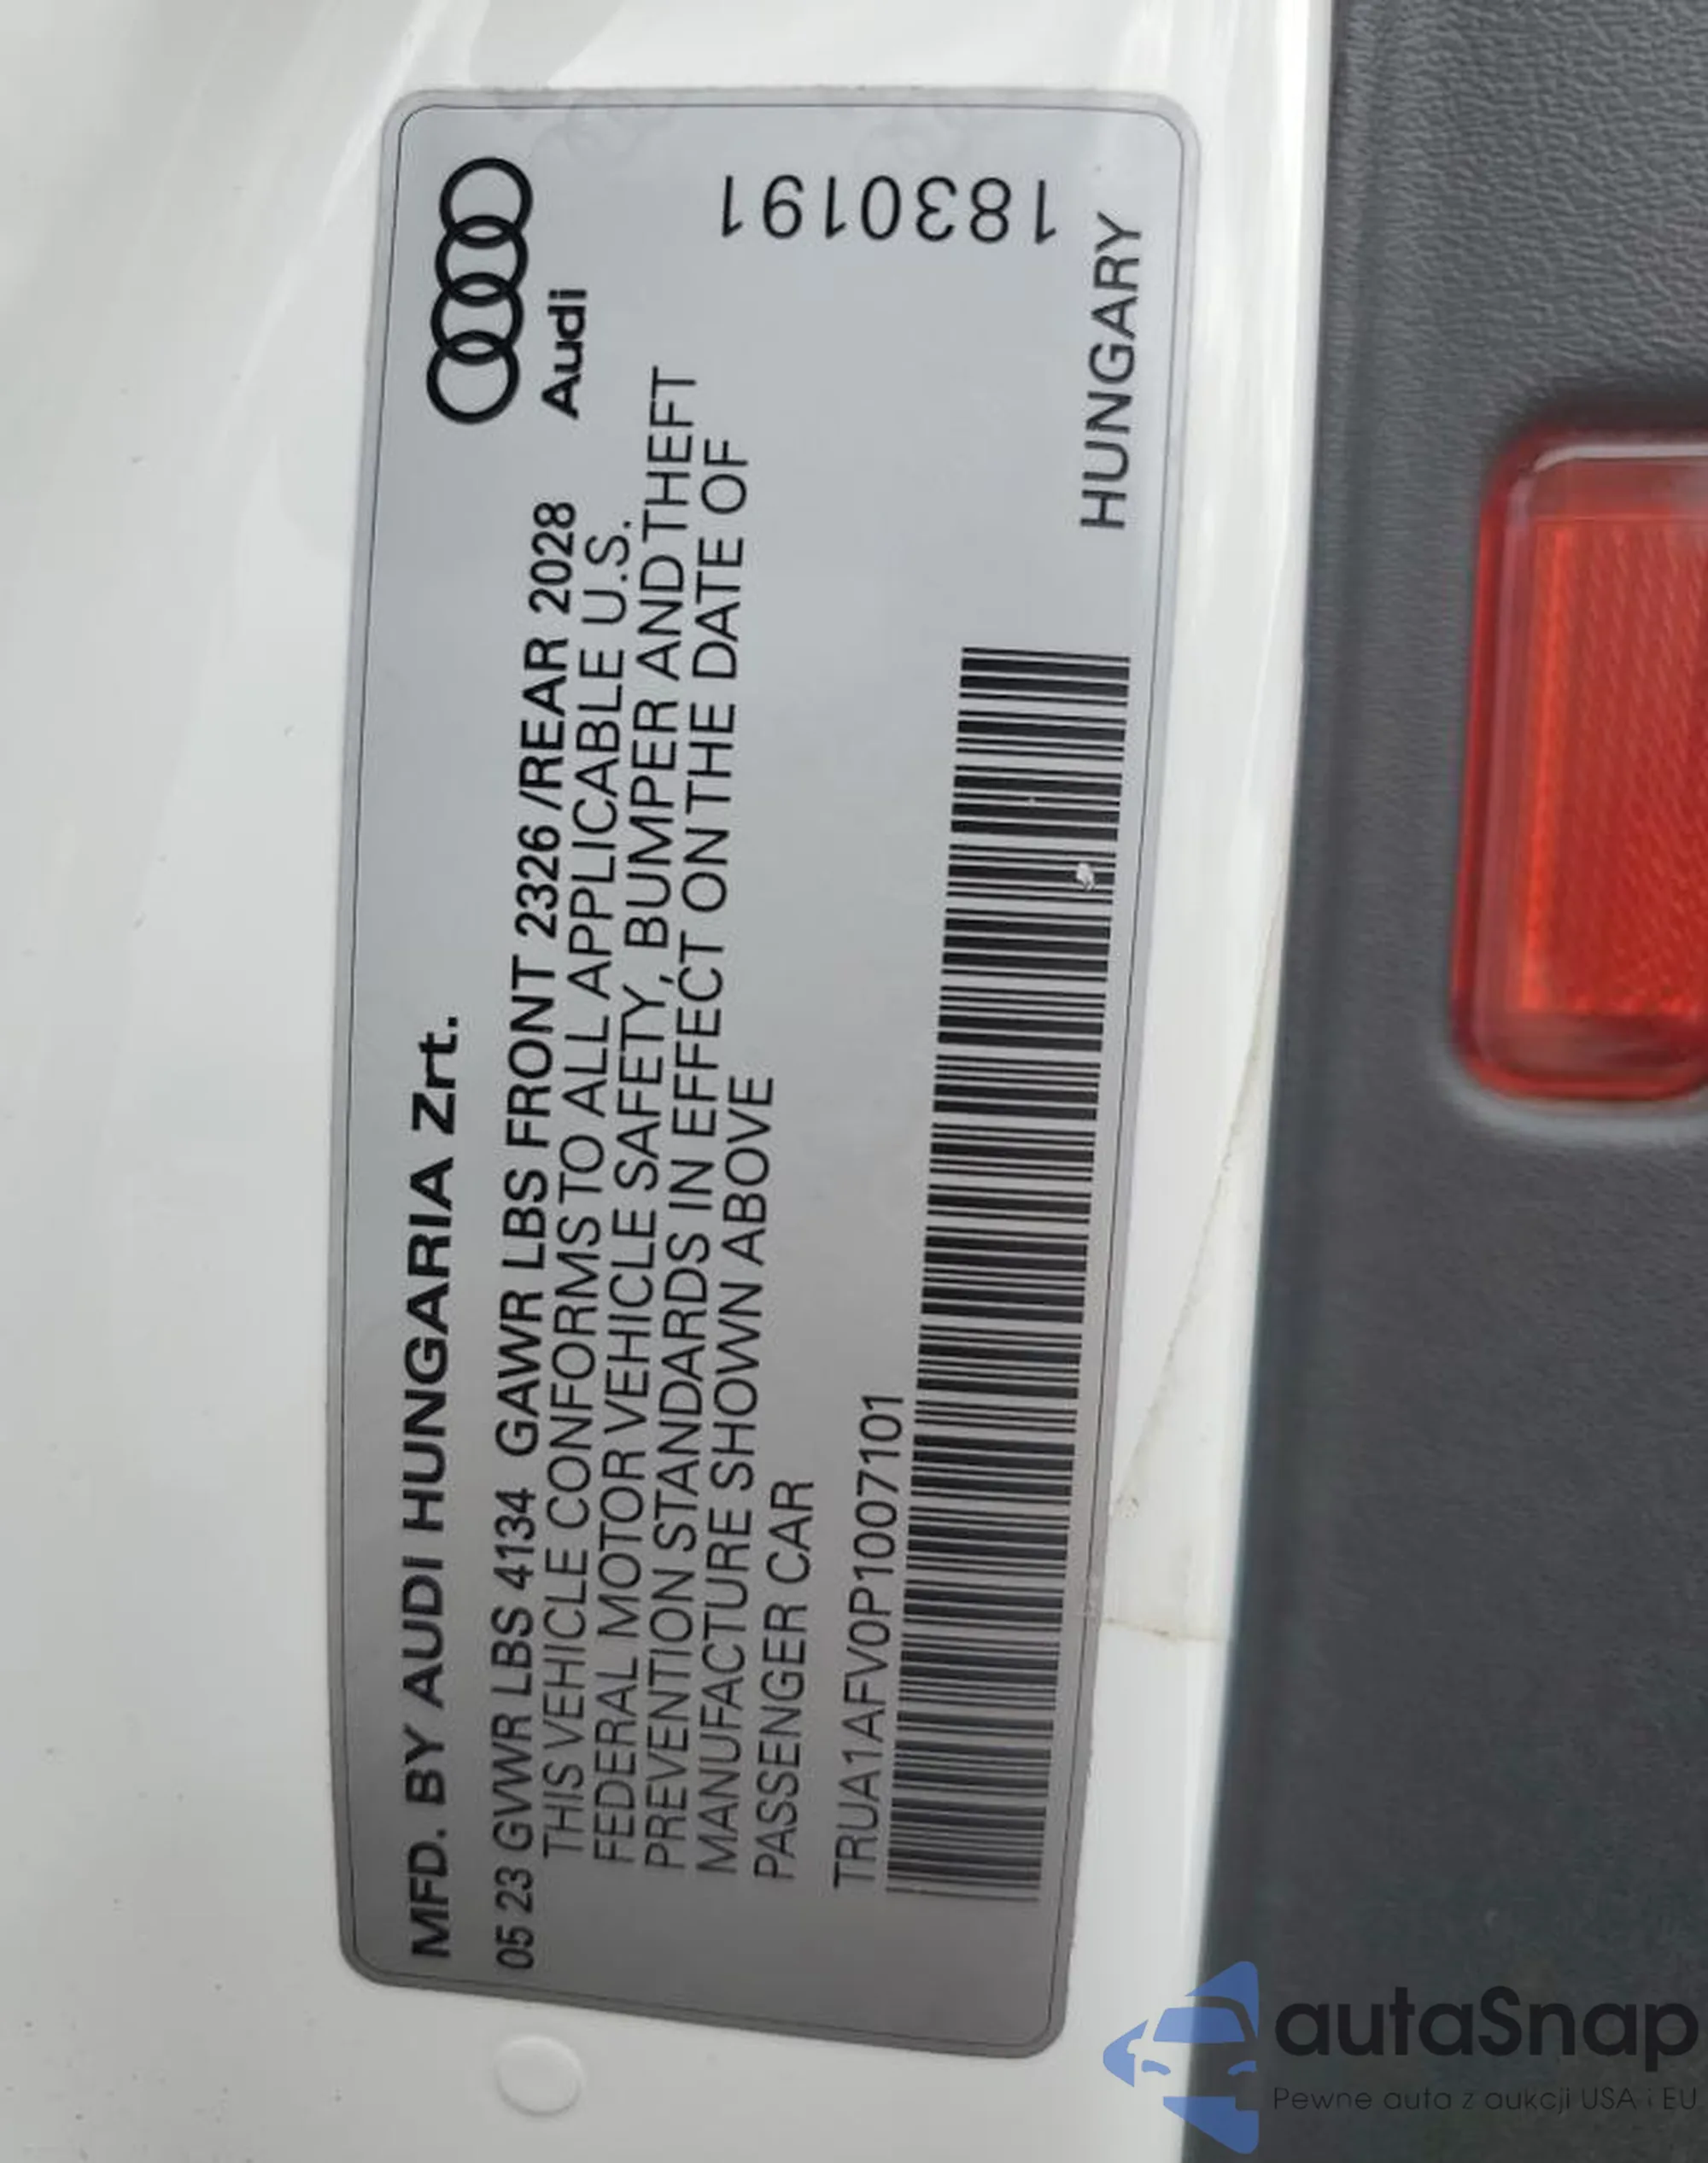 MFD. BY AUDI HUNGARIA Zrt.
Audi
05 23 GVWR LBS 4134 GAWR LBS FRONT 2326 /REAR 2028
THIS VEHICLE CONFORMS TO ALL APPLICABLE U.S.
FEDERAL MOTOR VEHICLE SAFETY, BUMPER AND THEFT
PREVENTION STANDARDS IN EFFECT ON THE DATE OF
MANUFACTURE SHOWN ABOVE
PASSENGER CAR
1830191
TRUA1AFV0P1007101
HUNGARY
autaSnap
Pewne auta z aukcji USA i EU